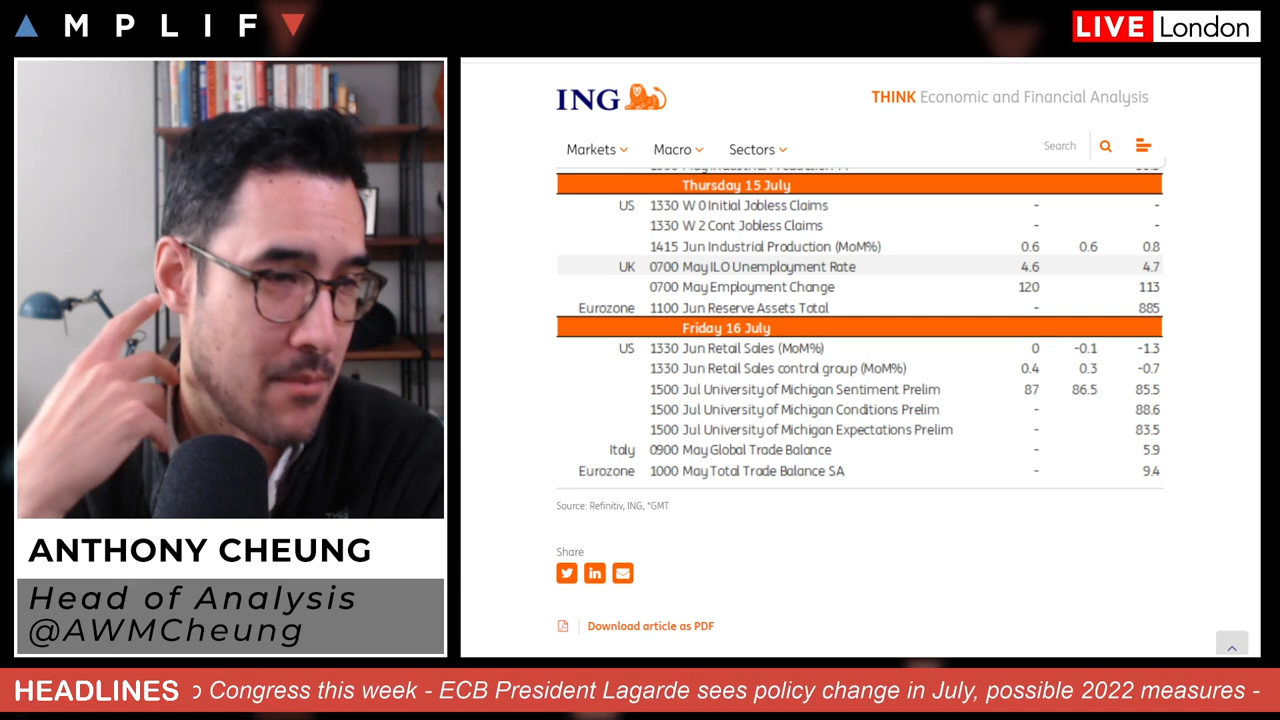 AMPLIFY
LIVE London
ING
THINK Economic and Financial Analysis
Markets Macro Sectors Search
Thursday 15 July
US 1330 W 0 Initial Jobless Claims - -
1330 W 2 Cont Jobless Claims - -
1415 Jun Industrial Production (MoM%) 0.6 0.6 0.8
UK 0700 May ILO Unemployment Rate 4.6 4.7
0700 May Employment Change 120 113
Eurozone 1100 Jun Reserve Assets Total - 885
Friday 16 July
US 1330 Jun Retail Sales (MoM%) 0 -0.1 -1.3
1330 Jun Retail Sales control group (MoM%) 0.4 0.3 -0.7
1500 Jul University of Michigan Sentiment Prelim 87 86.5 85.5
1500 Jul University of Michigan Conditions Prelim - 88.6
1500 Jul University of Michigan Expectations Prelim - 83.5
Italy 0900 May Global Trade Balance - 5.9
Eurozone 1000 May Total Trade Balance SA - 9.4
Source: Refinitiv, ING, *GMT
Share
Download article as PDF
ANTHONY CHEUNG
Head of Analysis
@AWMCheung
HEADLINES o Congress this week - ECB President Lagarde sees policy change in July, possible 2022 measures -